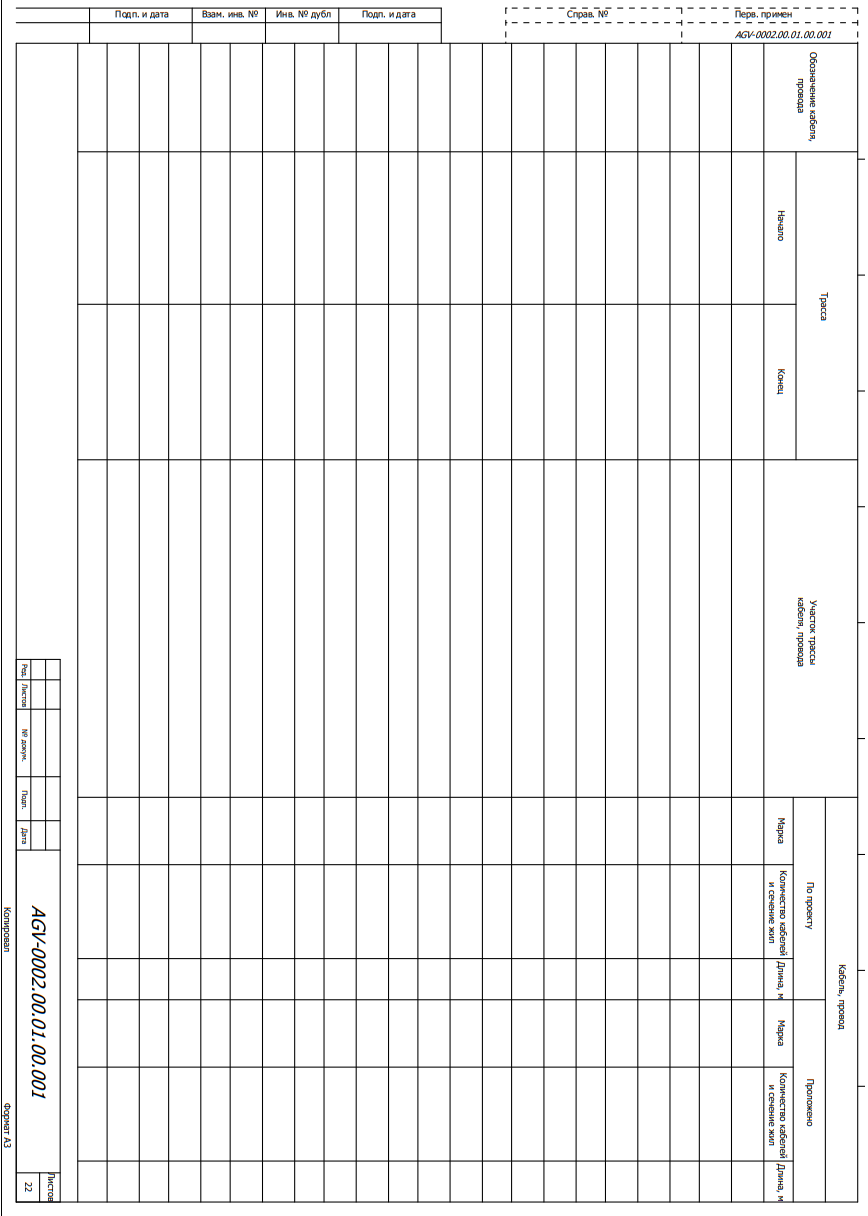 Подп. и дата
Взам. инв. №
Инв. № дубл
Подп. и дата
Справ. №
Перв. примен
AGV-0002.00.01.00.001
Обозначение кабеля,
провода
Трасса
Начало
Конец
Участок трассы
кабеля, провода
Кабель, провод
По проекту
Проложено
Марка
Количество кабелей
и сечение жил
Длина, м
Марка
Количество кабелей
и сечение жил
Длина, м
Ред.
Листов
№ докум.
Подп.
Дата
AGV-0002.00.01.00.001
Листов
22
Копировал
Формат А3